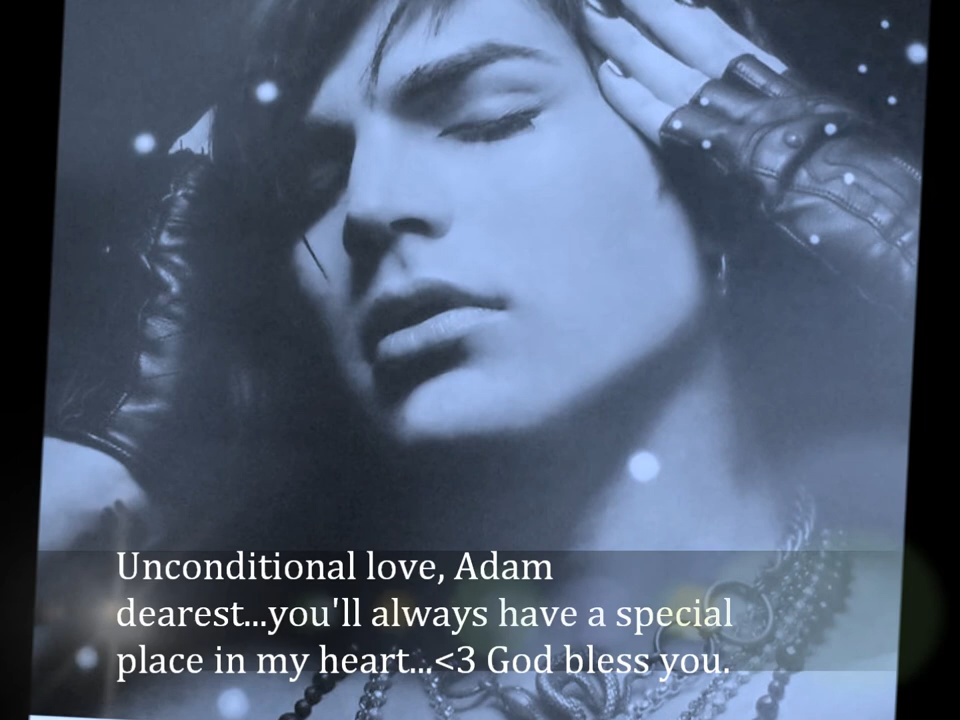 Unconditional love, Adam
dearest...you'll always have a special
place in my heart...<3 God bless you.